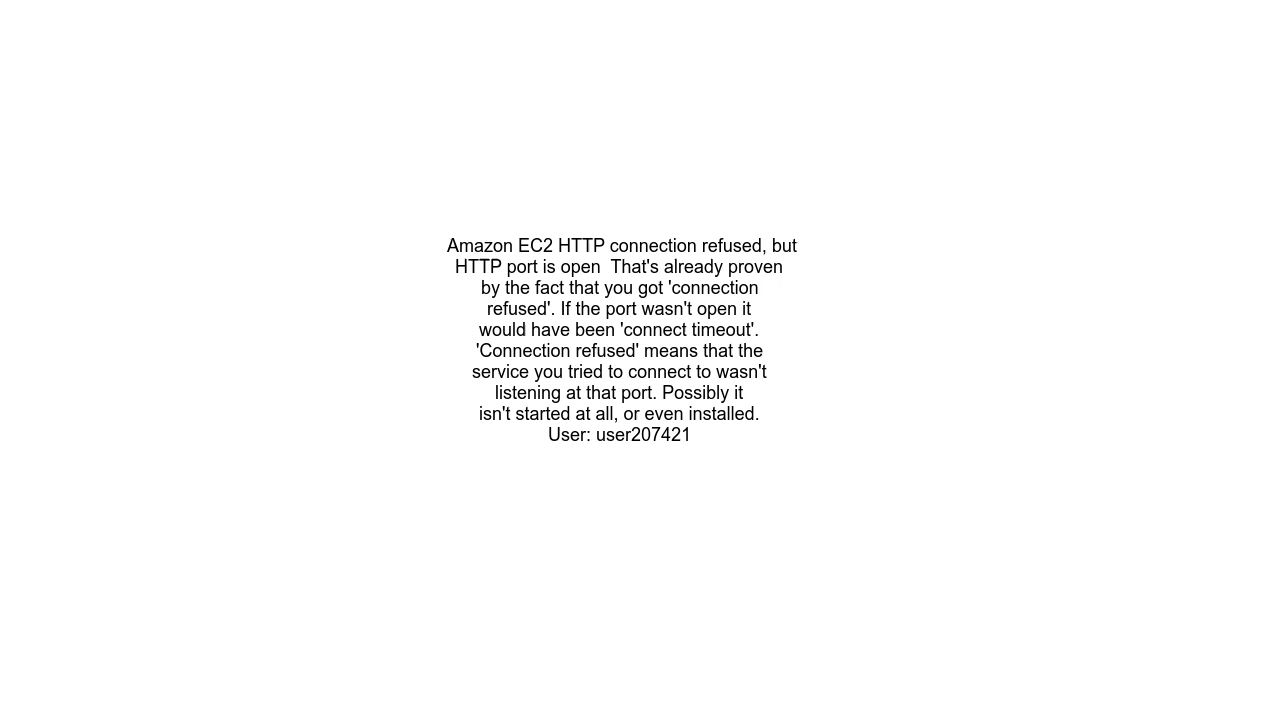 Amazon EC2 HTTP connection refused, but
HTTP port is open  That's already proven
by the fact that you got 'connection
refused'. If the port wasn't open it
would have been 'connect timeout'.
'Connection refused' means that the
service you tried to connect to wasn't
listening at that port. Possibly it
isn't started at all, or even installed.
User: user207421